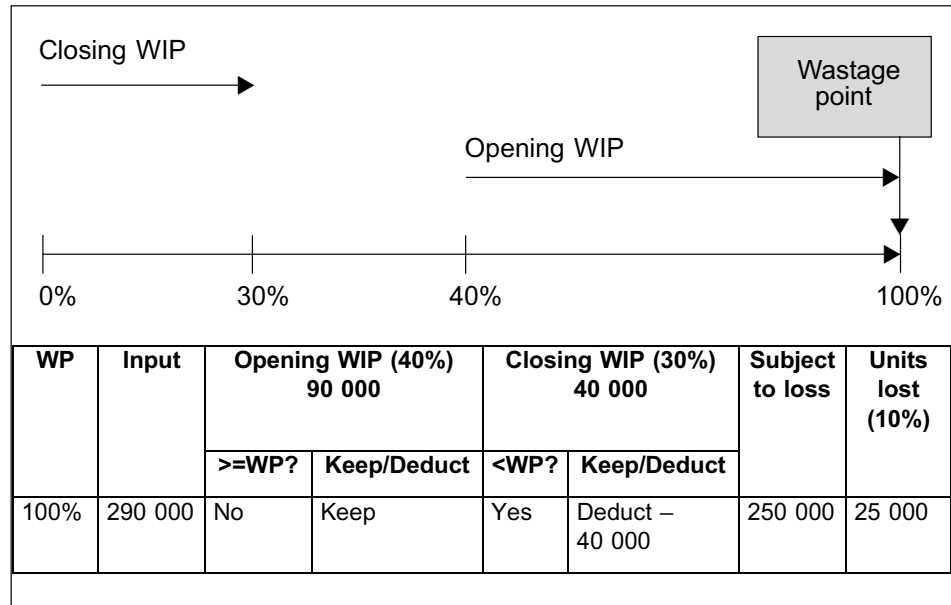 Closing WIP
Wastage
point
Opening WIP
0% 30% 40% 100%
WP Input Opening WIP (40%) Closing WIP (30%) Subject Units
90 000 40 000 to loss lost
(10%)
>=WP? Keep/Deduct <WP? Keep/Deduct
100% 290 000 No Keep Yes Deduct – 250 000 25 000
40 000